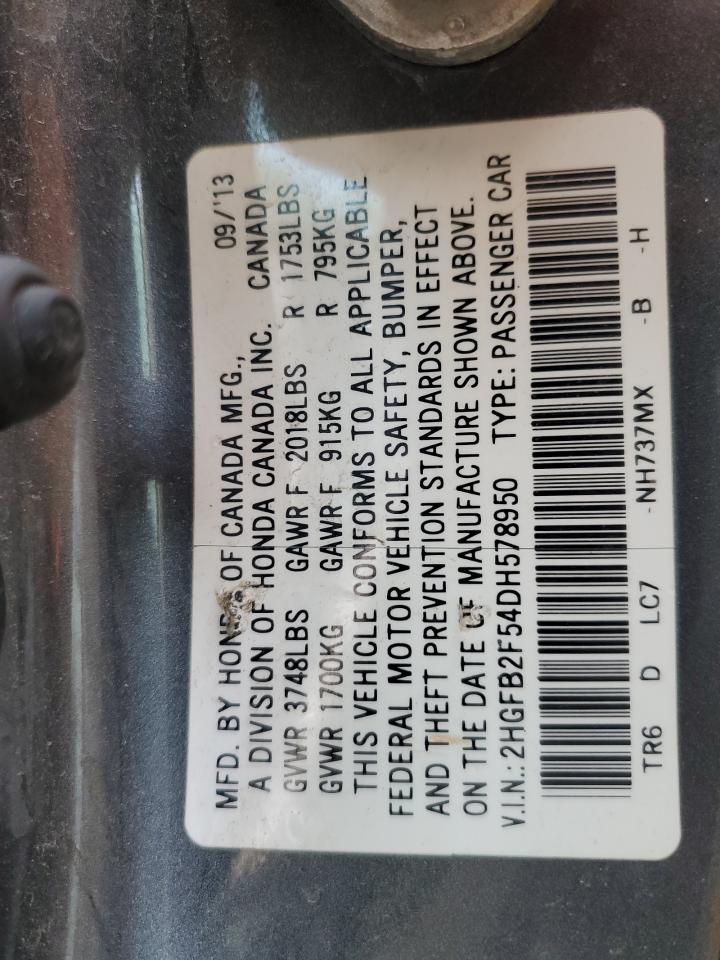 MFD. BY HONDA OF CANADA MFG., 09/'13
A DIVISION OF HONDA CANADA INC. CANADA
GVWR 3748LBS GAWR F 2018LBS R 1753LBS
GVWR 1700KG GAWR F 915KG R 795KG
THIS VEHICLE CONFORMS TO ALL APPLICABLE
FEDERAL MOTOR VEHICLE SAFETY, BUMPER,
AND THEFT PREVENTION STANDARDS IN EFFECT
ON THE DATE OF MANUFACTURE SHOWN ABOVE.
V.I.N.: 2HGFB2F54DH578950 TYPE: PASSENGER CAR
TR6 D LC7 -NH737MX -B -H